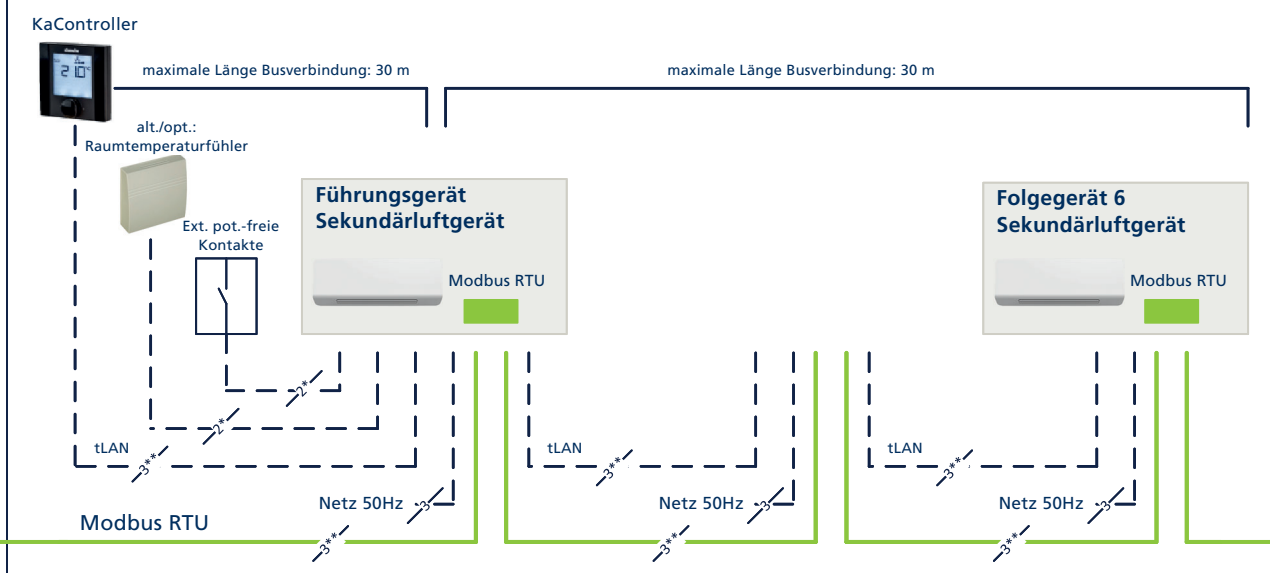 KaController
maximale Länge Busverbindung: 30 m
maximale Länge Busverbindung: 30 m
21.0
alt./opt.:
Raumtemperaturfühler
Ext. pot.-freie
Kontakte
Führungsgerät
Sekundärluftgerät
Modbus RTU
Folgegerät 6
Sekundärluftgerät
Modbus RTU
2*
2*
tLAN
3**
tLAN
3**
tLAN
3**
Netz 50Hz
3
Netz 50Hz
3
Netz 50Hz
3
Modbus RTU
3**
3**
3**